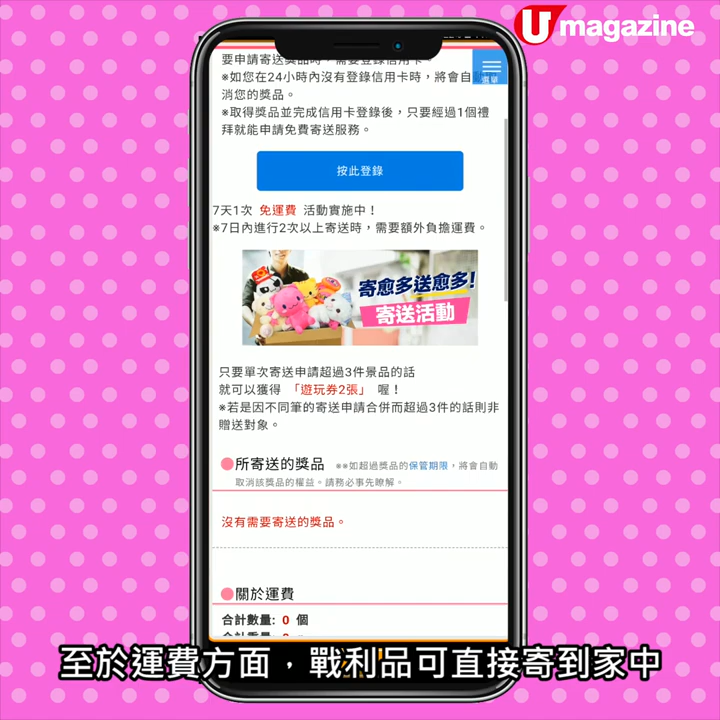 U magazine
要申請寄送獎品時，需要登錄信用卡。
選單
※如您在24小時內沒有登錄信用卡時，將會自動取
消您的獎品。
※取得獎品並完成信用卡登錄後，只要經過1個禮
拜就能申請免費寄送服務。
按此登錄
7天1次 免運費 活動實施中！
※7日內進行2次以上寄送時，需要額外負擔運費。
寄愈多送愈多!
寄送活動
只要單次寄送申請超過3件景品的話
就可以獲得 「遊玩券2張」 喔！
※若是因不同筆的寄送申請合併而超過3件的話則非
贈送對象。
所寄送的獎品 ※※如超過獎品的保管期限，將會自動
取消該獎品的權益。請務必事先瞭解。
沒有需要寄送的獎品。
關於運費
合計數量: 0 個
至於運費方面，戰利品可直接寄到家中